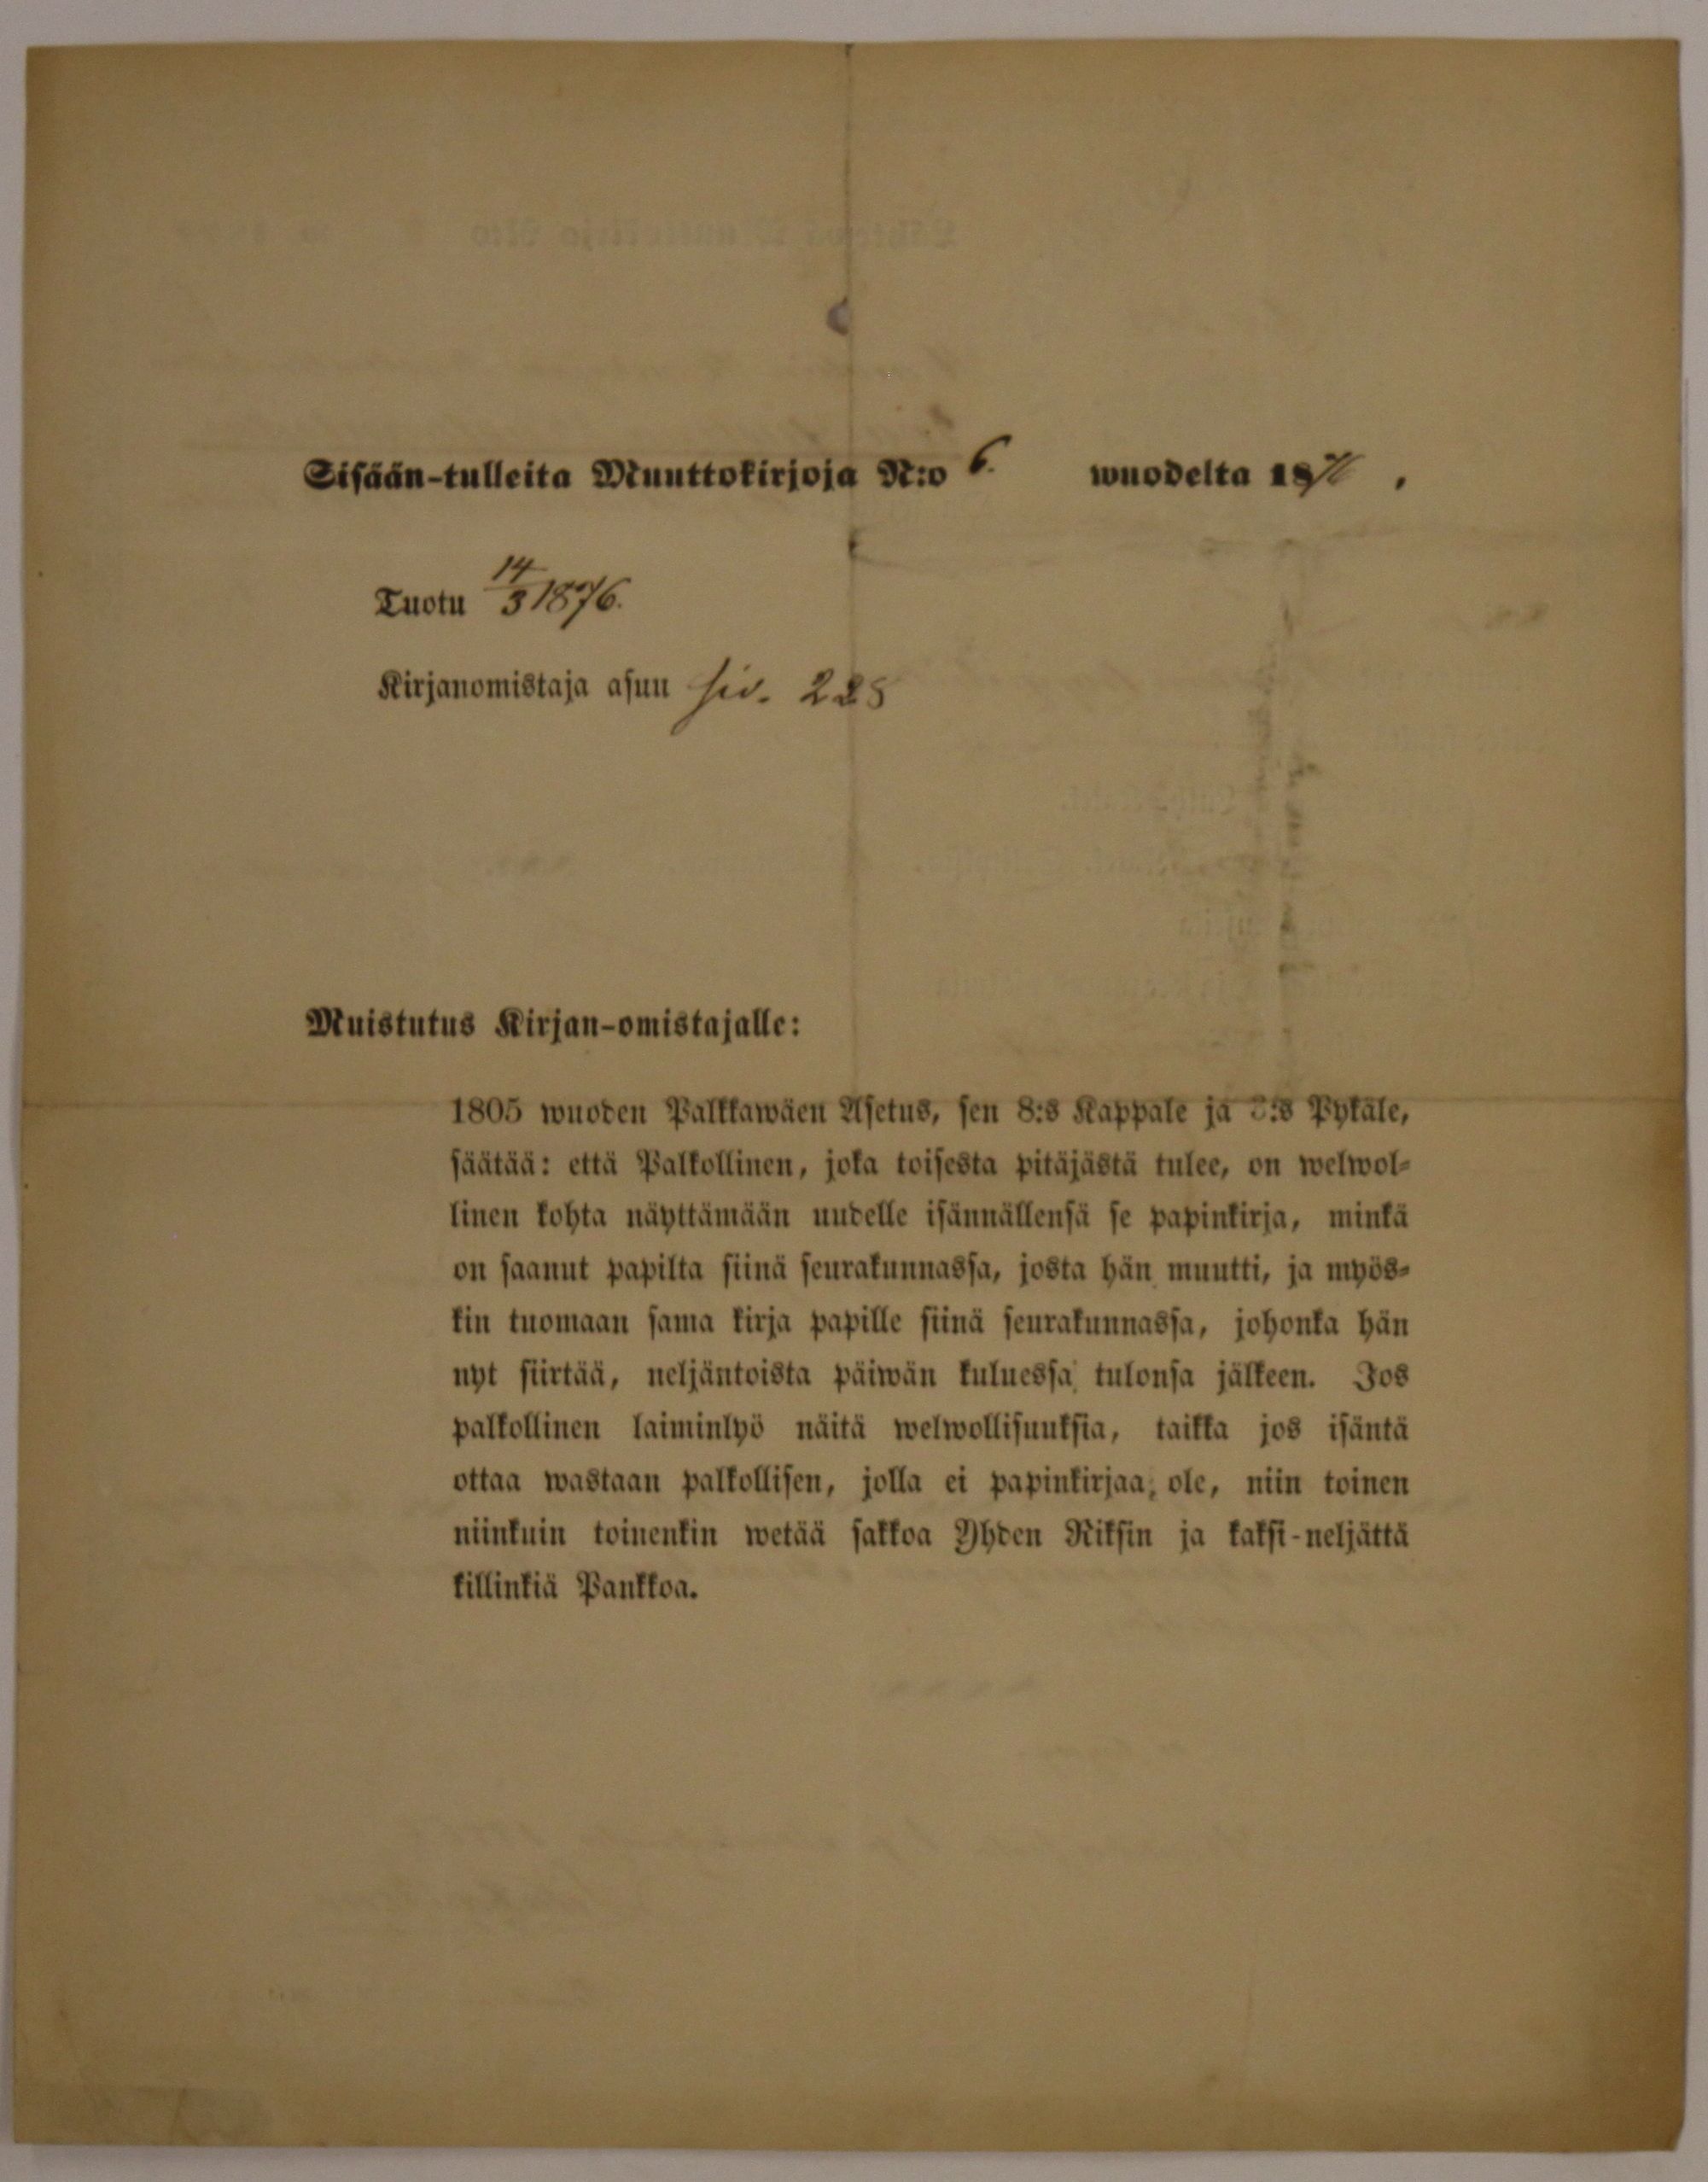 Sisään-tulleita Muuttokirjoja N:o 6. wuodelta 1876.
Tuotu 14/3 1876.
Kirjanomistaja asuu siv. 225
Muistutus Kirjan-omistajalle:
1805 wuoden Palkkawäen Asetus, sen 8:s Kappale ja 3:s Pykäle,
säätää: että Palkollinen, joka toisesta pitäjästä tulee, on welwol-
linen kohta näyttämään uudelle isännällensä se papinkirja, minkä
on saanut papilta siinä seurakunnassa, josta hän muutti, ja myös-
kin tuomaan sama kirja papille siinä seurakunnassa, johonka hän
nyt siirtää, neljäntoista päiwän kuluessa tulonsa jälkeen. Jos
palkollinen laiminlyö näitä welwollisuuksia, taikka jos isäntä
ottaa wastaan palkollisen, jolla ei papinkirjaa ole, niin toinen
niinkuin toinenkin wetää sakkoa Yhden Riksin ja kaksi-neljättä
killinkiä Pankkoa.